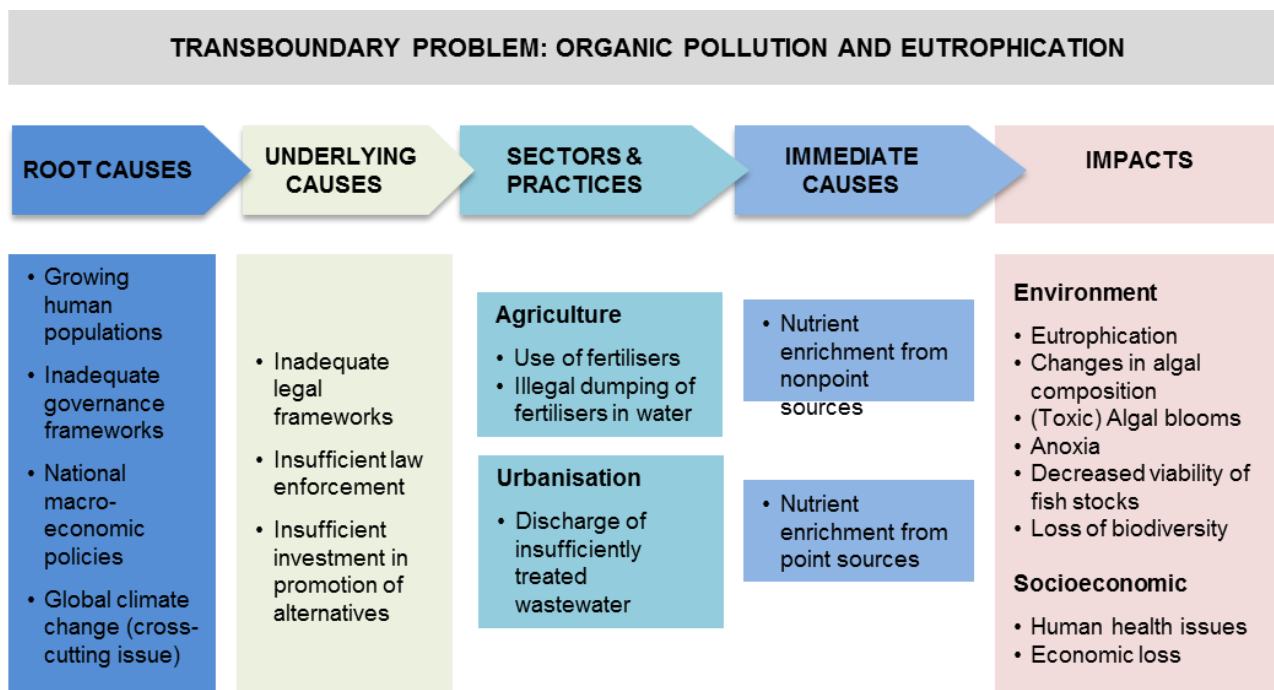 TRANSBOUNDARY PROBLEM: ORGANIC POLLUTION AND EUTROPHICATION
ROOT CAUSES
UNDERLYING
CAUSES
SECTORS &
PRACTICES
IMMEDIATE
CAUSES
IMPACTS
• Growing
human
populations
• Inadequate
governance
frameworks
• National
macro-
economic
policies
• Global climate
change (cross-
cutting issue)
• Inadequate
legal
frameworks
• Insufficient law
enforcement
• Insufficient
investment in
promotion of
alternatives
Agriculture
• Use of fertilisers
• Illegal dumping of
fertilisers in water
Urbanisation
• Discharge of
insufficiently
treated
wastewater
• Nutrient
enrichment from
nonpoint
sources
• Nutrient
enrichment from
point sources
Environment
• Eutrophication
• Changes in algal
composition
• (Toxic) Algal blooms
• Anoxia
• Decreased viability of
fish stocks
• Loss of biodiversity
Socioeconomic
• Human health issues
• Economic loss